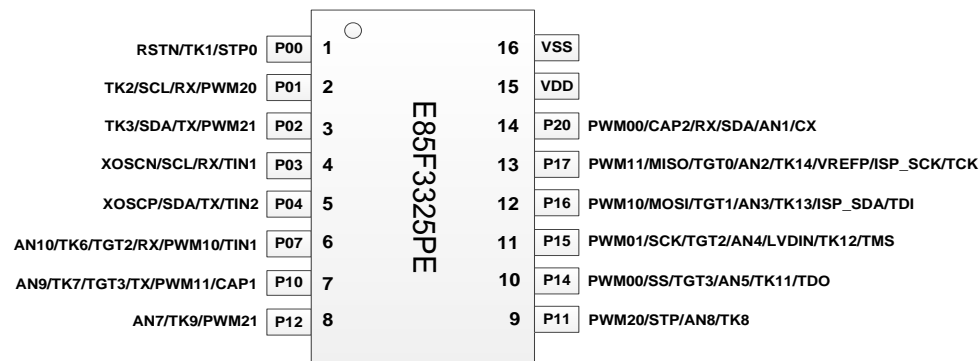 RSTN/TK1/STP0 P00 1 16 VSS
TK2/SCL/RX/PWM20 P01 2 15 VDD
TK3/SDA/TX/PWM21 P02 3 14 P20 PWM00/CAP2/RX/SDA/AN1/CX
XOSCN/SCL/RX/TIN1 P03 4 13 P17 PWM11/MISO/TGT0/AN2/TK14/VREFP/ISP_SCK/TCK
XOSCP/SDA/TX/TIN2 P04 5 12 P16 PWM10/MOSI/TGT1/AN3/TK13/ISP_SDA/TDI
AN10/TK6/TGT2/RX/PWM10/TIN1 P07 6 11 P15 PWM01/SCK/TGT2/AN4/LVDIN/TK12/TMS
AN9/TK7/TGT3/TX/PWM11/CAP1 P10 7 10 P14 PWM00/SS/TGT3/AN5/TK11/TDO
AN7/TK9/PWM21 P12 8 9 P11 PWM20/STP/AN8/TK8
E85F3325PE